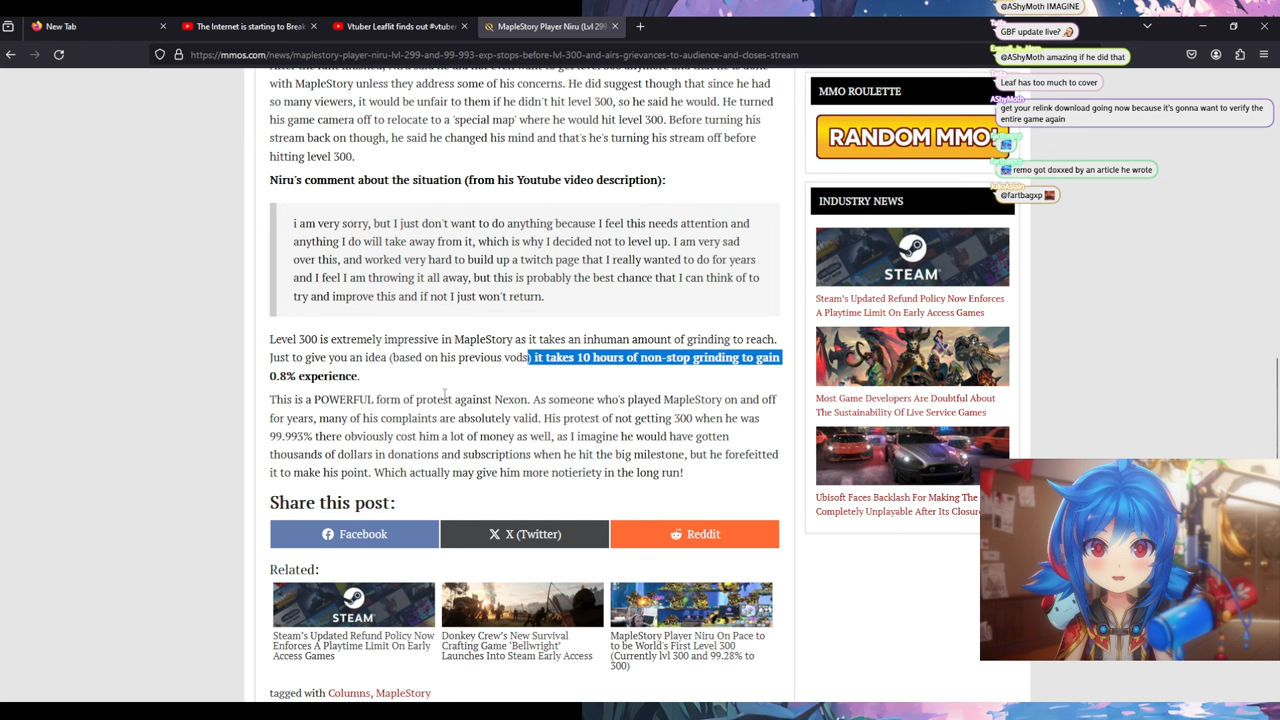 New Tab
The Internet is starting to Break
Vtuber Leaflit finds out #vtuber
MapleStory Player Niru (Lvl 299
https://mmos.com/news/maplestory-player-niru-lvl-299-and-99-993-exp-stops-before-lvl-300-and-airs-grievances-to-audience-and-closes-stream
with MapleStory unless they address some of his concerns. He did suggest though that since he had
so many viewers, it would be unfair to them if he didn't hit level 300, so he said he would. He turned
his game camera off to relocate to a 'special map' where he would hit level 300. Before turning his
stream back on though, he said he changed his mind and that's he's turning his stream off before
hitting level 300.
Niru's comment about the situation (from his Youtube video description):
i am very sorry, but I just don't want to do anything because I feel this needs attention and
anything I do will take away from it, which is why I decided not to level up. I am very sad
over this, and worked very hard to build up a twitch page that I really wanted to do for years
and I feel I am throwing it all away, but this is probably the best chance that I can think of to
try and improve this and if not I just won't return.
Level 300 is extremely impressive in MapleStory as it takes an inhuman amount of grinding to reach.
Just to give you an idea (based on his previous vods) it takes 10 hours of non-stop grinding to gain
0.8% experience.
This is a POWERFUL form of protest against Nexon. As someone who's played MapleStory on and off
for years, many of his complaints are absolutely valid. His protest of not getting 300 when he was
99.993% there obviously cost him a lot of money as well, as I imagine he would have gotten
thousands of dollars in donations and subscriptions when he hit the big milestone, but he forefeitted
it to make his point. Which actually may give him more notieriety in the long run!
Share this post:
Facebook
X (Twitter)
Reddit
Related:
STEAM
Steam's Updated Refund Policy Now
Enforces A Playtime Limit On Early
Access Games
Donkey Crew's New Survival
Crafting Game 'Bellwright'
Launches Into Steam Early Access
MapleStory Player Niru On Pace to
to be World's First Level 300
(Currently lvl 300 and 99.28% to
300)
tagged with Columns, MapleStory
MMO ROULETTE
RANDOM MMO!
INDUSTRY NEWS
STEAM
Steam's Updated Refund Policy Now Enforces
A Playtime Limit On Early Access Games
Most Game Developers Are Doubtful About
The Sustainability Of Live Service Games
Ubisoft Faces Backlash For Making The
Completely Unplayable After Its Closure
@AShyMoth IMAGINE
GBF update live?
@AShyMoth amazing if he did that
Leaf has too much to cover
AShyMoth
get your relink download going now because it's gonna want to verify the
entire game again
remo got doxxed by an article he wrote
@fartbagxp